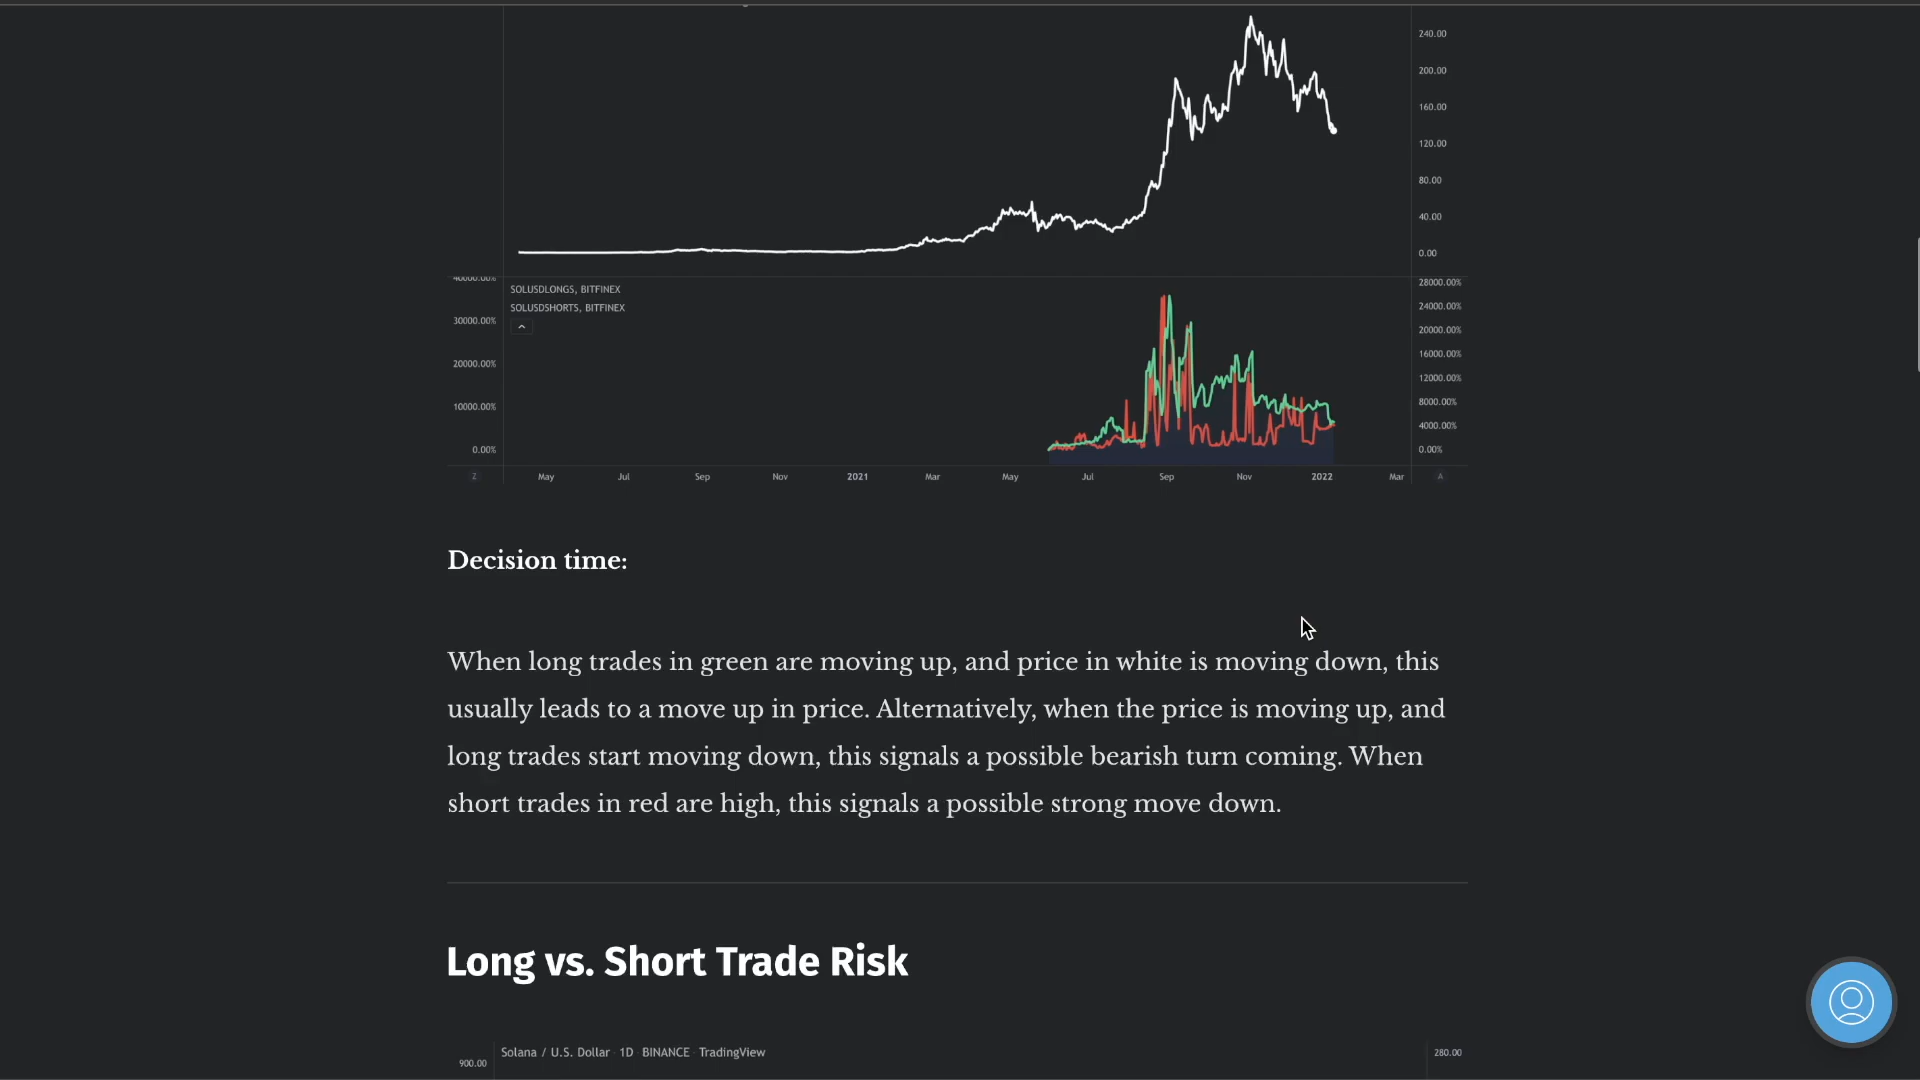 240.00
200.00
160.00
120.00
80.00
40.00
0.00
40000.00%
SOLUSDLONGS, BITFINEX
28000.00%
SOLUSDSHORTS, BITFINEX
24000.00%
30000.00%
20000.00%
16000.00%
20000.00%
12000.00%
10000.00%
8000.00%
4000.00%
0.00%
0.00%
Z May Jul Sep Nov 2021 Mar May Jul Sep Nov 2022 Mar A
Decision time:
When long trades in green are moving up, and price in white is moving down, this
usually leads to a move up in price. Alternatively, when the price is moving up, and
long trades start moving down, this signals a possible bearish turn coming. When
short trades in red are high, this signals a possible strong move down.
Long vs. Short Trade Risk
Solana / U.S. Dollar 1D BINANCE TradingView
280.00
900.00